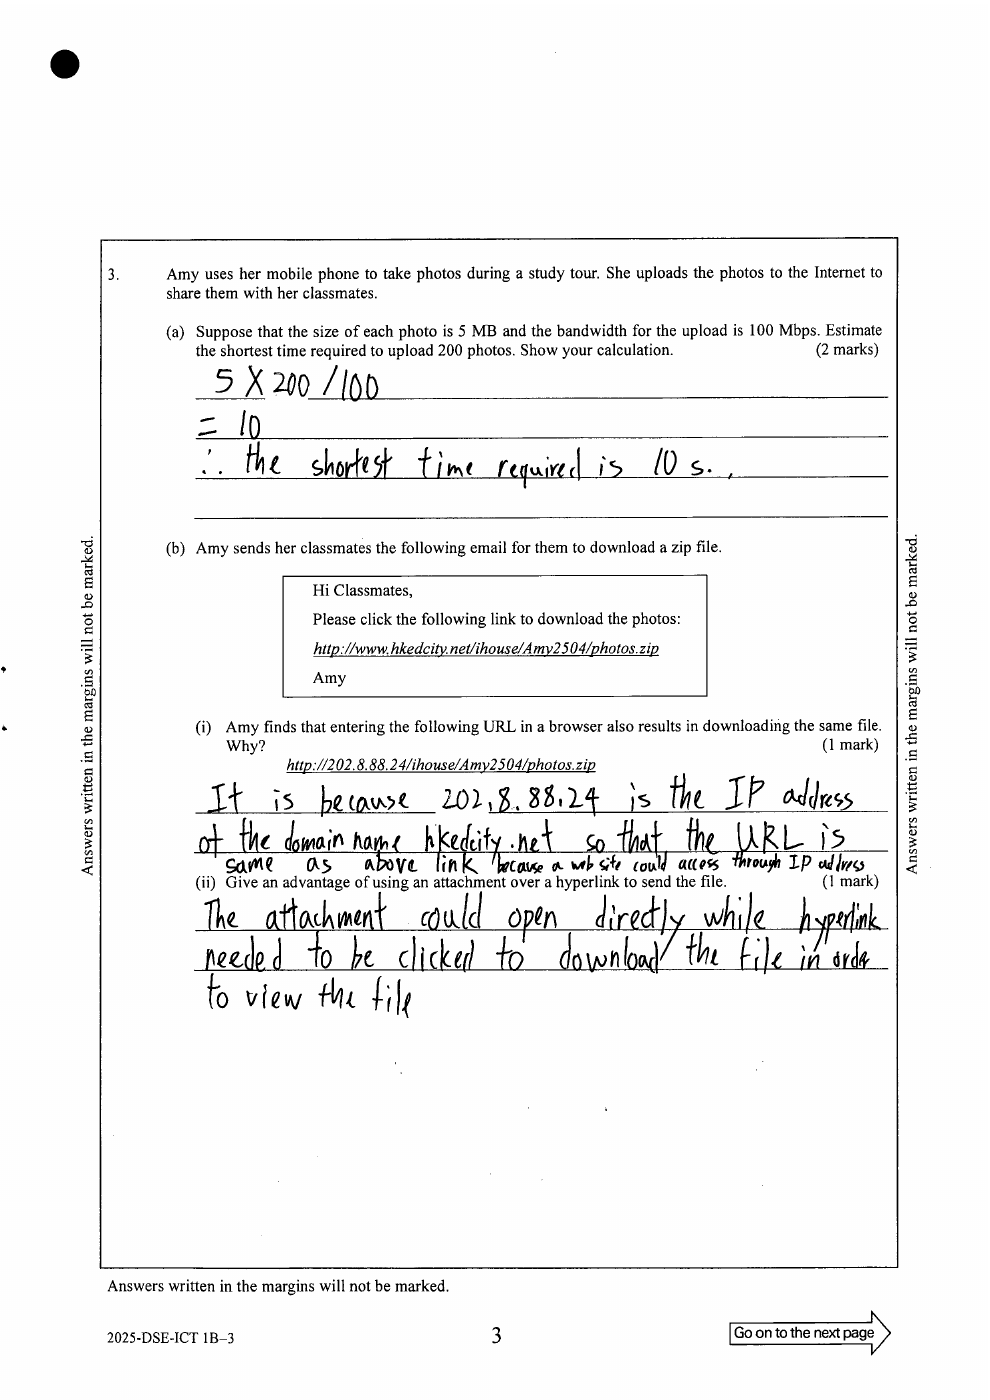 3. Amy uses her mobile phone to take photos during a study tour. She uploads the photos to the Internet to
share them with her classmates.
(a) Suppose that the size of each photo is 5 MB and the bandwidth for the upload is 100 Mbps. Estimate
the shortest time required to upload 200 photos. Show your calculation. (2 marks)
5 X 200 / 100
= 10
∴ the shortest time required is 10 s.
(b) Amy sends her classmates the following email for them to download a zip file.
Hi Classmates,
Please click the following link to download the photos:
http://www.hkedcity.net/ihouse/Amy2504/photos.zip
Amy
(i) Amy finds that entering the following URL in a browser also results in downloading the same file.
Why? (1 mark)
http://202.8.88.24/ihouse/Amy2504/photos.zip
It is because 202.8.88.24 is the IP address
of the domain name hkedcity.net so that the URL is
same as above link because a web site could access through IP address
(ii) Give an advantage of using an attachment over a hyperlink to send the file. (1 mark)
The attachment could open directly while hyperlink
needed to be clicked to download the file in order
to view the file
Answers written in the margins will not be marked.
Answers written in the margins will not be marked.
Answers written in the margins will not be marked.
2025-DSE-ICT 1B–3
3
Go on to the next page